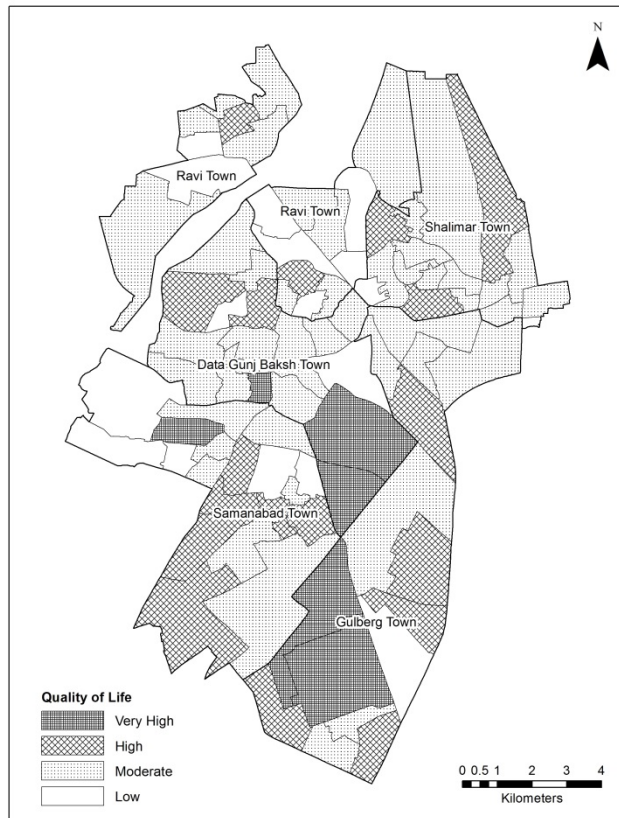 N
Ravi Town
Ravi Town
Shalimar Town
Data Gunj Baksh Town
Samanabad Town
Gulberg Town
Quality of Life
Very High
High
Moderate
Low
0 0.5 1 2 3 4
Kilometers